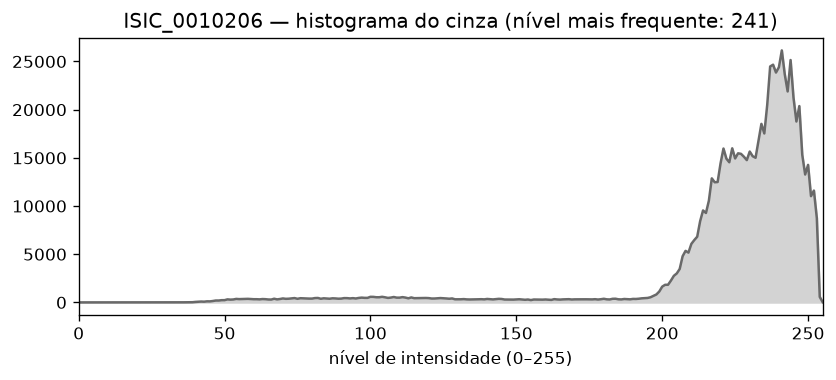 ISIC_0010206 — histograma do cinza (nível mais frequente: 241)
25000
20000
15000
10000
5000
0
0 50 100 150 200 250
nível de intensidade (0–255)